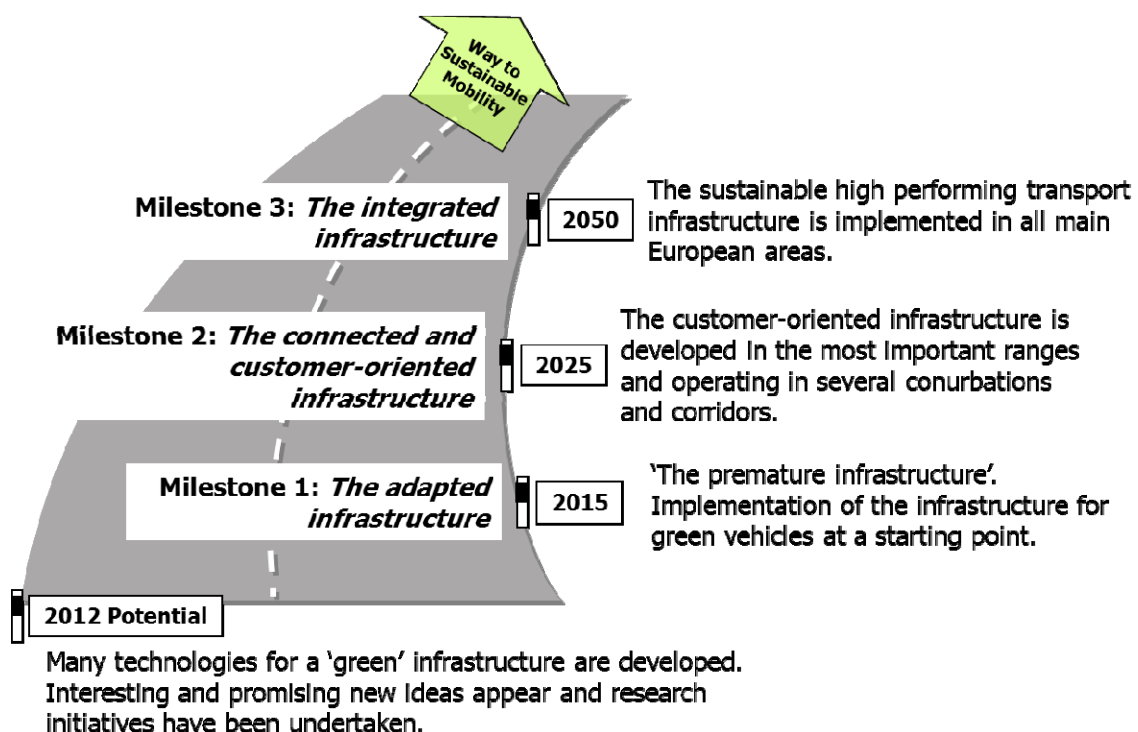 Way to
Sustainable
Mobility
Milestone 3: The integrated
infrastructure
2050
The sustainable high performing transport
infrastructure is implemented in all main
European areas.
Milestone 2: The connected and
customer-oriented
infrastructure
2025
The customer-oriented infrastructure is
developed in the most important ranges
and operating in several conurbations
and corridors.
Milestone 1: The adapted
infrastructure
2015
‘The premature infrastructure’.
Implementation of the infrastructure for
green vehicles at a starting point.
2012 Potential
Many technologies for a ‘green’ infrastructure are developed.
Interesting and promising new ideas appear and research
initiatives have been undertaken.